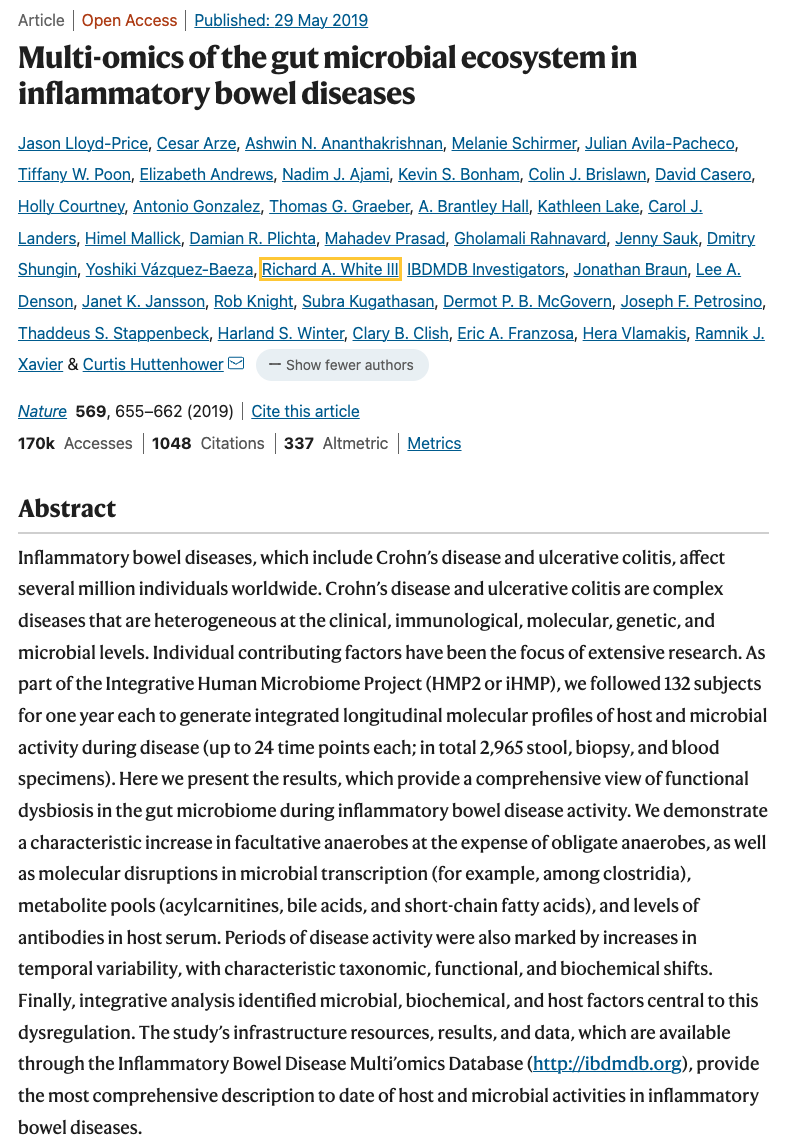 Article | Open Access | Published: 29 May 2019
Multi-omics of the gut microbial ecosystem in
inflammatory bowel diseases
Jason Lloyd-Price, Cesar Arze, Ashwin N. Ananthakrishnan, Melanie Schirmer, Julian Avila-Pacheco,
Tiffany W. Poon, Elizabeth Andrews, Nadim J. Ajami, Kevin S. Bonham, Colin J. Brislawn, David Casero,
Holly Courtney, Antonio Gonzalez, Thomas G. Graeber, A. Brantley Hall, Kathleen Lake, Carol J.
Landers, Himel Mallick, Damian R. Plichta, Mahadev Prasad, Gholamali Rahnavard, Jenny Sauk, Dmitry
Shungin, Yoshiki Vázquez-Baeza, Richard A. White III IBDMDB Investigators, Jonathan Braun, Lee A.
Denson, Janet K. Jansson, Rob Knight, Subra Kugathasan, Dermot P. B. McGovern, Joseph F. Petrosino,
Thaddeus S. Stappenbeck, Harland S. Winter, Clary B. Clish, Eric A. Franzosa, Hera Vlamakis, Ramnik J.
Xavier & Curtis Huttenhower — Show fewer authors
Nature 569, 655–662 (2019) | Cite this article
170k Accesses | 1048 Citations | 337 Altmetric | Metrics
Abstract
Inflammatory bowel diseases, which include Crohn’s disease and ulcerative colitis, affect
several million individuals worldwide. Crohn’s disease and ulcerative colitis are complex
diseases that are heterogeneous at the clinical, immunological, molecular, genetic, and
microbial levels. Individual contributing factors have been the focus of extensive research. As
part of the Integrative Human Microbiome Project (HMP2 or iHMP), we followed 132 subjects
for one year each to generate integrated longitudinal molecular profiles of host and microbial
activity during disease (up to 24 time points each; in total 2,965 stool, biopsy, and blood
specimens). Here we present the results, which provide a comprehensive view of functional
dysbiosis in the gut microbiome during inflammatory bowel disease activity. We demonstrate
a characteristic increase in facultative anaerobes at the expense of obligate anaerobes, as well
as molecular disruptions in microbial transcription (for example, among clostridia),
metabolite pools (acylcarnitines, bile acids, and short-chain fatty acids), and levels of
antibodies in host serum. Periods of disease activity were also marked by increases in
temporal variability, with characteristic taxonomic, functional, and biochemical shifts.
Finally, integrative analysis identified microbial, biochemical, and host factors central to this
dysregulation. The study’s infrastructure resources, results, and data, which are available
through the Inflammatory Bowel Disease Multi’omics Database (http://ibdmdb.org), provide
the most comprehensive description to date of host and microbial activities in inflammatory
bowel diseases.